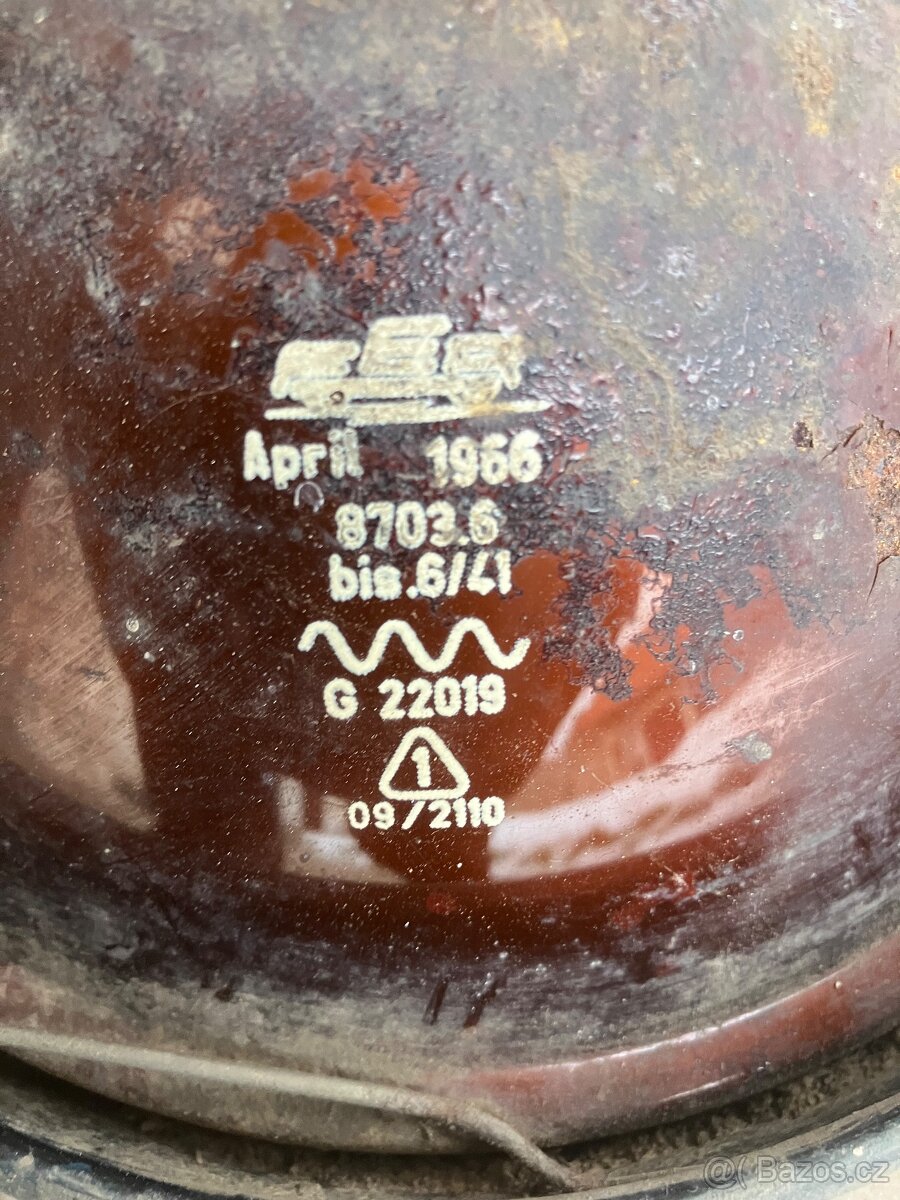 April 1966
8703.6
bis .6/41
G 22019
1
09/2110
@( Bazos.cz